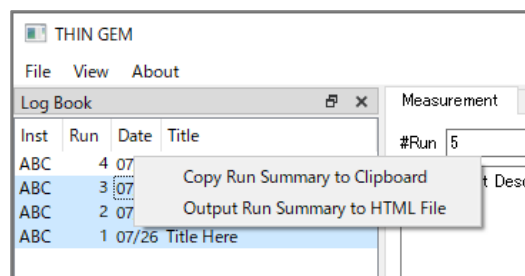 THIN GEM
File View About
Log Book
Measurement
Inst Run Date Title
#Run 5
ABC 4 07
Copy Run Summary to Clipboard
ABC 3 07
t Desc
ABC 2 07
Output Run Summary to HTML File
ABC 1 07/26 Title Here